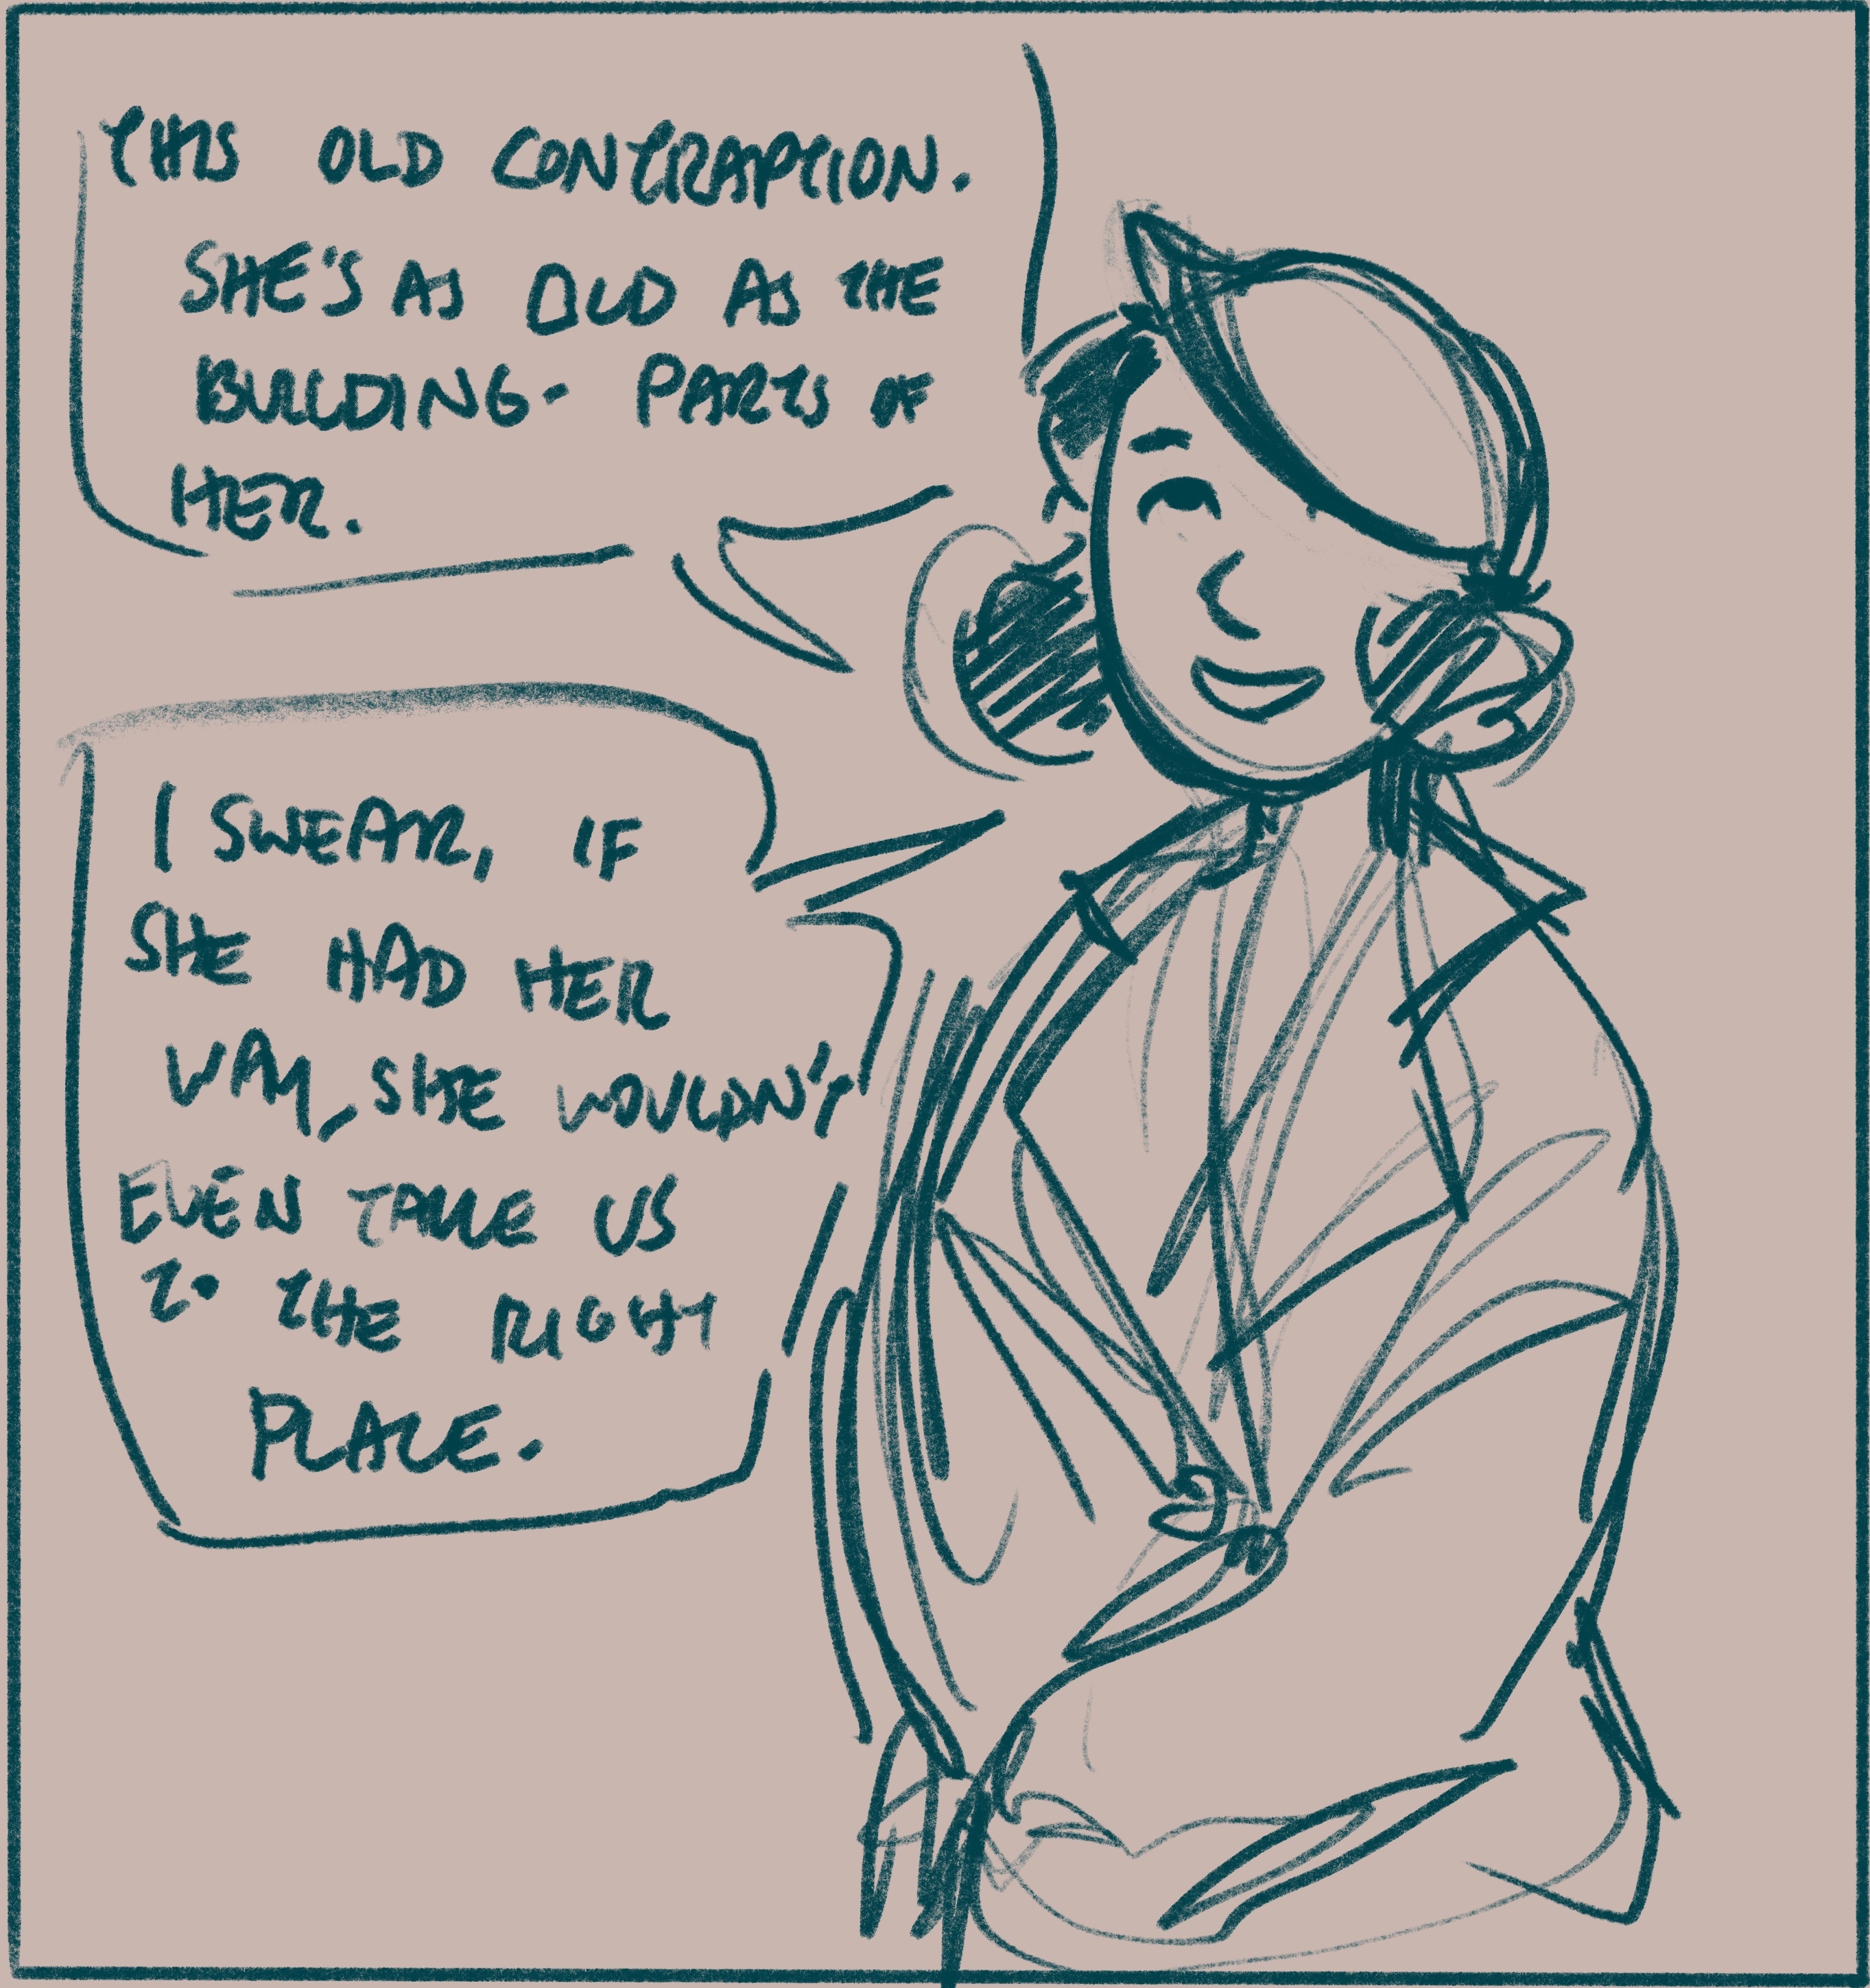 THIS OLD CONTRAPTION.
SHE'S AS OLD AS THE
BUILDING. PARTS OF
HER.
I SWEAR, IF
SHE HAD HER
WAY, SHE WOULDN'T
EVEN TAKE US
TO THE RIGHT
PLACE.